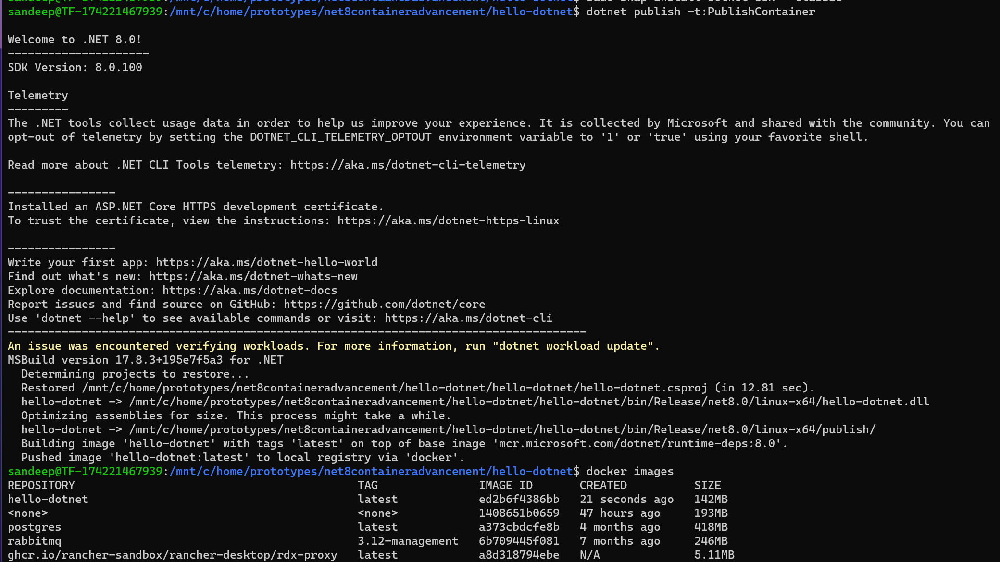 sandeep@TF-174221467939:/mnt/c/home/prototypes/net8containeradvancement/hello-dotnet$ sudo snap install dotnet-sdk --classic
sandeep@TF-174221467939:/mnt/c/home/prototypes/net8containeradvancement/hello-dotnet$ dotnet publish -t:PublishContainer
Welcome to .NET 8.0!
---------------------
SDK Version: 8.0.100
Telemetry
---------
The .NET tools collect usage data in order to help us improve your experience. It is collected by Microsoft and shared with the community. You can
opt-out of telemetry by setting the DOTNET_CLI_TELEMETRY_OPTOUT environment variable to '1' or 'true' using your favorite shell.
Read more about .NET CLI Tools telemetry: https://aka.ms/dotnet-cli-telemetry
----------------
Installed an ASP.NET Core HTTPS development certificate.
To trust the certificate, view the instructions: https://aka.ms/dotnet-https-linux
----------------
Write your first app: https://aka.ms/dotnet-hello-world
Find out what's new: https://aka.ms/dotnet-whats-new
Explore documentation: https://aka.ms/dotnet-docs
Report issues and find source on GitHub: https://github.com/dotnet/core
Use 'dotnet --help' to see available commands or visit: https://aka.ms/dotnet-cli
--------------------------------------------------------------------------------------
An issue was encountered verifying workloads. For more information, run "dotnet workload update".
MSBuild version 17.8.3+195e7f5a3 for .NET
  Determining projects to restore...
  Restored /mnt/c/home/prototypes/net8containeradvancement/hello-dotnet/hello-dotnet/hello-dotnet.csproj (in 12.81 sec).
  hello-dotnet -> /mnt/c/home/prototypes/net8containeradvancement/hello-dotnet/hello-dotnet/bin/Release/net8.0/linux-x64/hello-dotnet.dll
  Optimizing assemblies for size. This process might take a while.
  hello-dotnet -> /mnt/c/home/prototypes/net8containeradvancement/hello-dotnet/hello-dotnet/bin/Release/net8.0/linux-x64/publish/
  Building image 'hello-dotnet' with tags 'latest' on top of base image 'mcr.microsoft.com/dotnet/runtime-deps:8.0'.
  Pushed image 'hello-dotnet:latest' to local registry via 'docker'.
sandeep@TF-174221467939:/mnt/c/home/prototypes/net8containeradvancement/hello-dotnet$ docker images
REPOSITORY TAG IMAGE ID CREATED SIZE
hello-dotnet latest ed2b6f4386bb 21 seconds ago 142MB
<none> <none> 1408651b0659 47 hours ago 193MB
postgres latest a373cbdcfe8b 4 months ago 418MB
rabbitmq 3.12-management 6b709445f081 7 months ago 246MB
ghcr.io/rancher-sandbox/rancher-desktop/rdx-proxy latest a8d318794ebe N/A 5.11MB